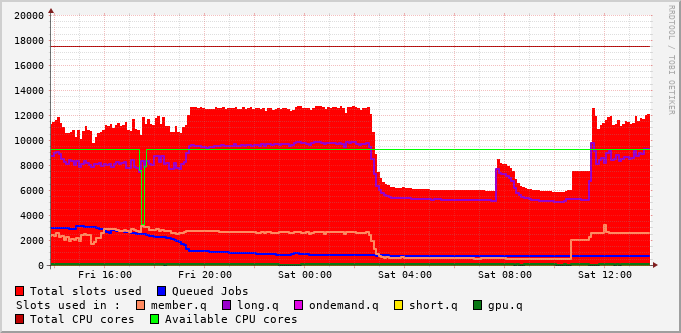 20000
18000
16000
14000
12000
10000
8000
6000
4000
2000
0
Fri 16:00 Fri 20:00 Sat 00:00 Sat 04:00 Sat 08:00 Sat 12:00
RRDTOOL / TOBI OETIKER
Total slots used Queued Jobs
Slots used in : member.q long.q ondemand.q short.q gpu.q
Total CPU cores Available CPU cores